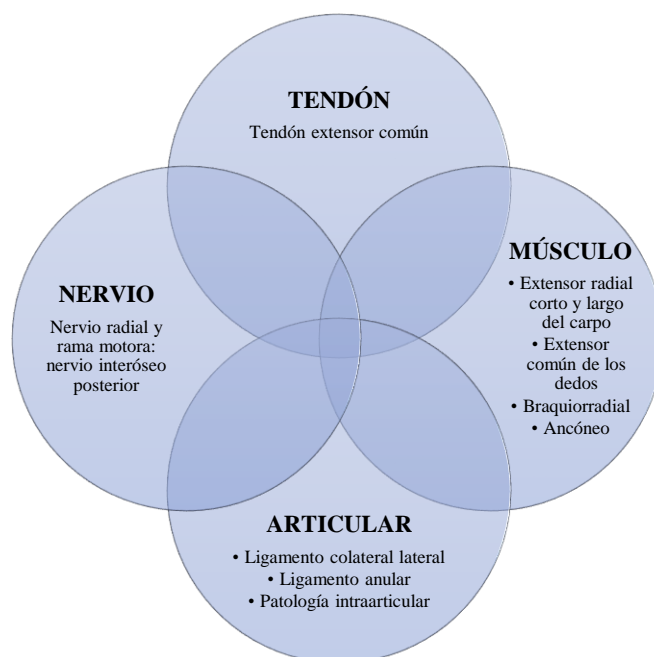 TENDÓN
Tendón extensor común
NERVIO
Nervio radial y
rama motora:
nervio interóseo
posterior
MÚSCULO
• Extensor radial
corto y largo
del carpo
• Extensor
común de los
dedos
• Braquiorradial
• Ancóneo
ARTICULAR
• Ligamento colateral lateral
• Ligamento anular
• Patología intraarticular